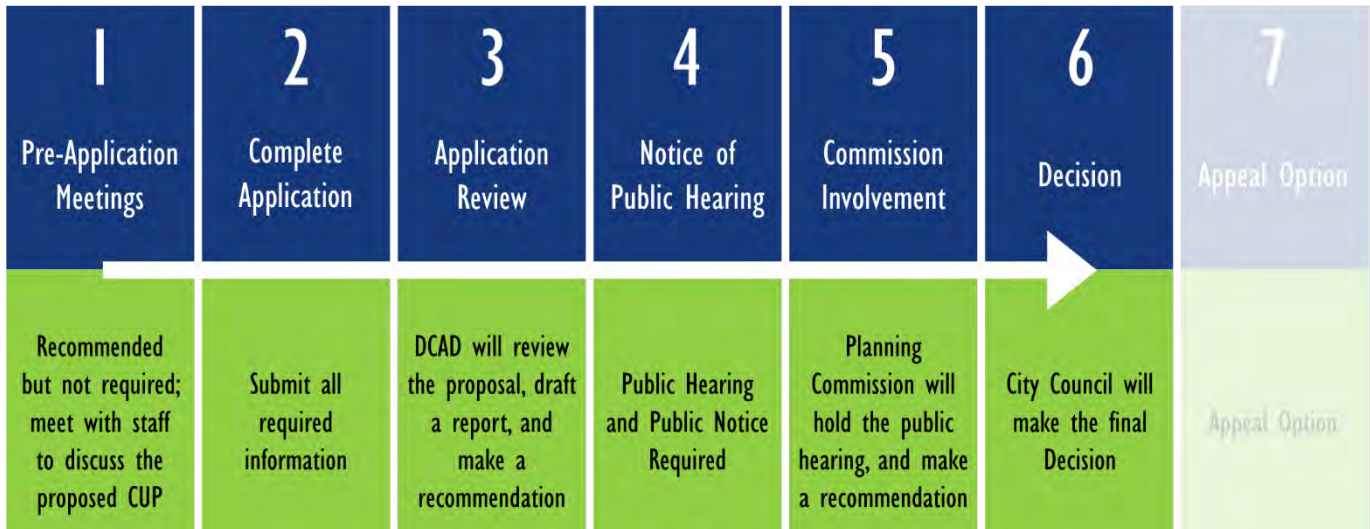 1
Pre-Application
Meetings
Recommended
but not required;
meet with staff
to discuss the
proposed CUP
2
Complete
Application
Submit all
required
information
3
Application
Review
DCAD will review
the proposal, draft
a report, and
make a
recommendation
4
Notice of
Public Hearing
Public Hearing
and Public Notice
Required
5
Commission
Involvement
Planning
Commission will
hold the public
hearing, and make
a recommendation
6
Decision
City Council will
make the final
Decision
7
Appeal Option
Appeal Option